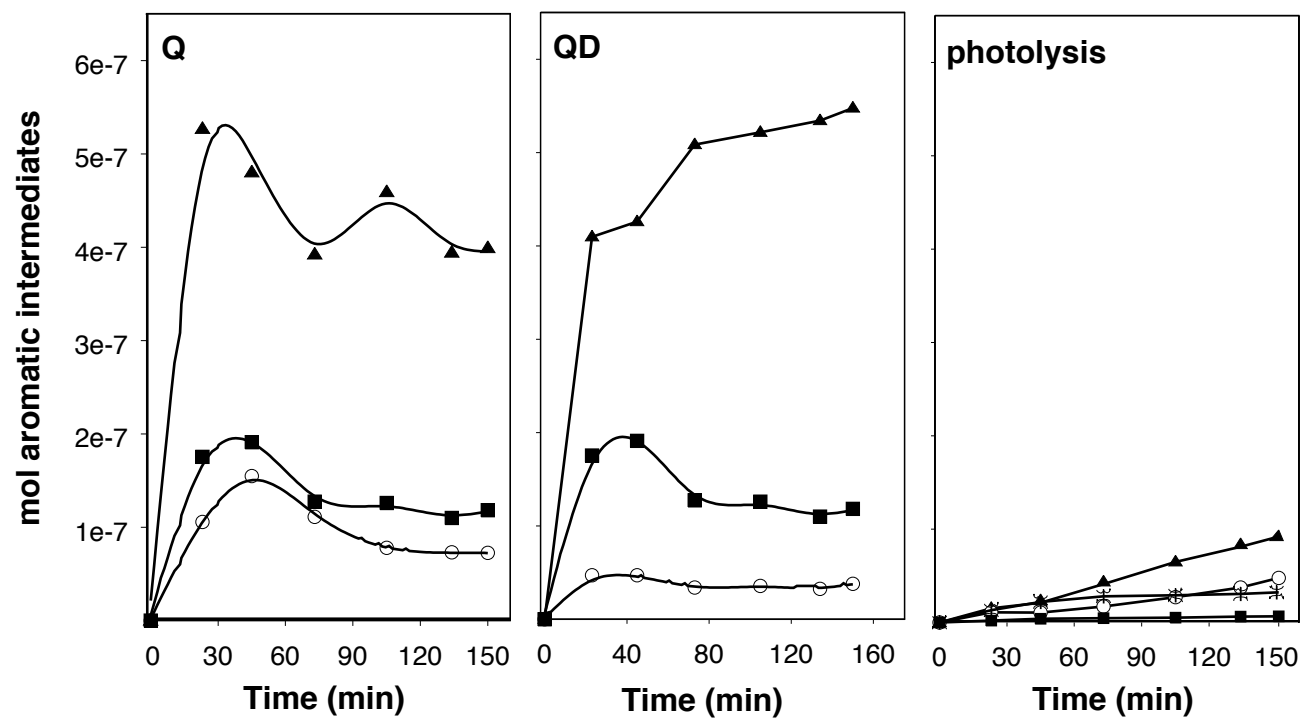 Q
QD
photolysis
mol aromatic intermediates
6e-7
5e-7
4e-7
3e-7
2e-7
1e-7
0 30 60 90 120 150
0 40 80 120 160
0 30 60 90 120 150
Time (min)
Time (min)
Time (min)